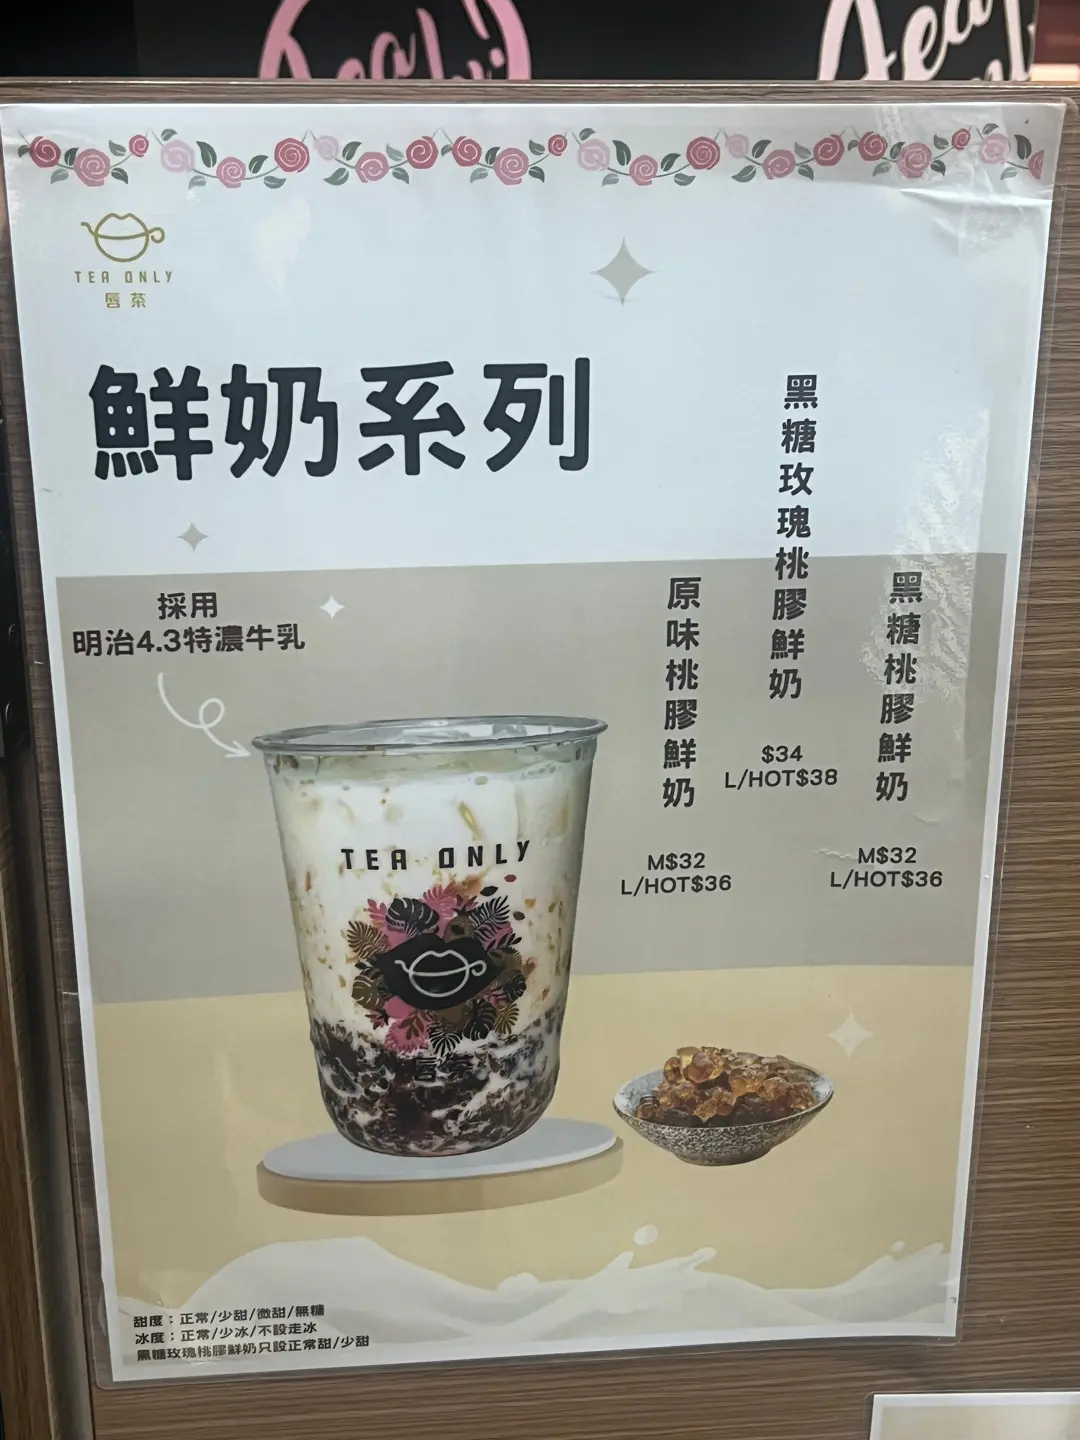 Tea Only!
Tea Only
TEA ONLY
唇茶
鮮奶系列
採用
明治4.3特濃牛乳
原味桃膠鮮奶
M$32
L/HOT$36
黑糖玫瑰桃膠鮮奶
$34
L/HOT$38
黑糖桃膠鮮奶
M$32
L/HOT$36
TEA ONLY
唇茶
甜度：正常/少甜/微甜/無糖
冰度：正常/少冰/不設走冰
黑糖玫瑰桃膠鮮奶只設正常甜/少甜